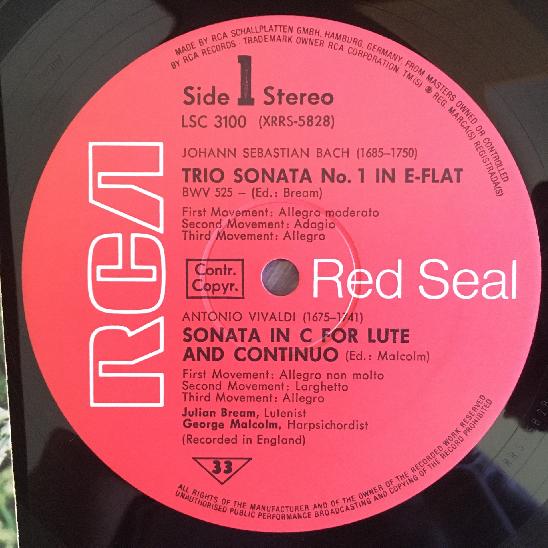 MADE BY RCA SCHALLPLATTEN GMBH, HAMBURG, GERMANY, FROM MASTERS OWNED OR CONTROLLED
BY RCA RECORDS · TRADEMARK OWNER RCA CORPORATION. TM(S) ® REG. MARCA(S) REGISTRADA(S)
Side 1 Stereo
LSC 3100 (XRRS-5828)
JOHANN SEBASTIAN BACH (1685–1750)
TRIO SONATA No. 1 IN E-FLAT
BWV 525 – (Ed.: Bream)
First Movement: Allegro moderato
Second Movement: Adagio
Third Movement: Allegro
RCA
Contr.
Copyr.
Red Seal
ANTONIO VIVALDI (1675–1741)
SONATA IN C FOR LUTE
AND CONTINUO (Ed.: Malcolm)
First Movement: Allegro non molto
Second Movement: Larghetto
Third Movement: Allegro
Julian Bream, Lutenist
George Malcolm, Harpsichordist
(Recorded in England)
33
ALL RIGHTS OF THE MANUFACTURER AND OF THE OWNER OF THE RECORDED WORK RESERVED
UNAUTHORISED PUBLIC PERFORMANCE BROADCASTING AND COPYING OF THE RECORD PROHIBITED